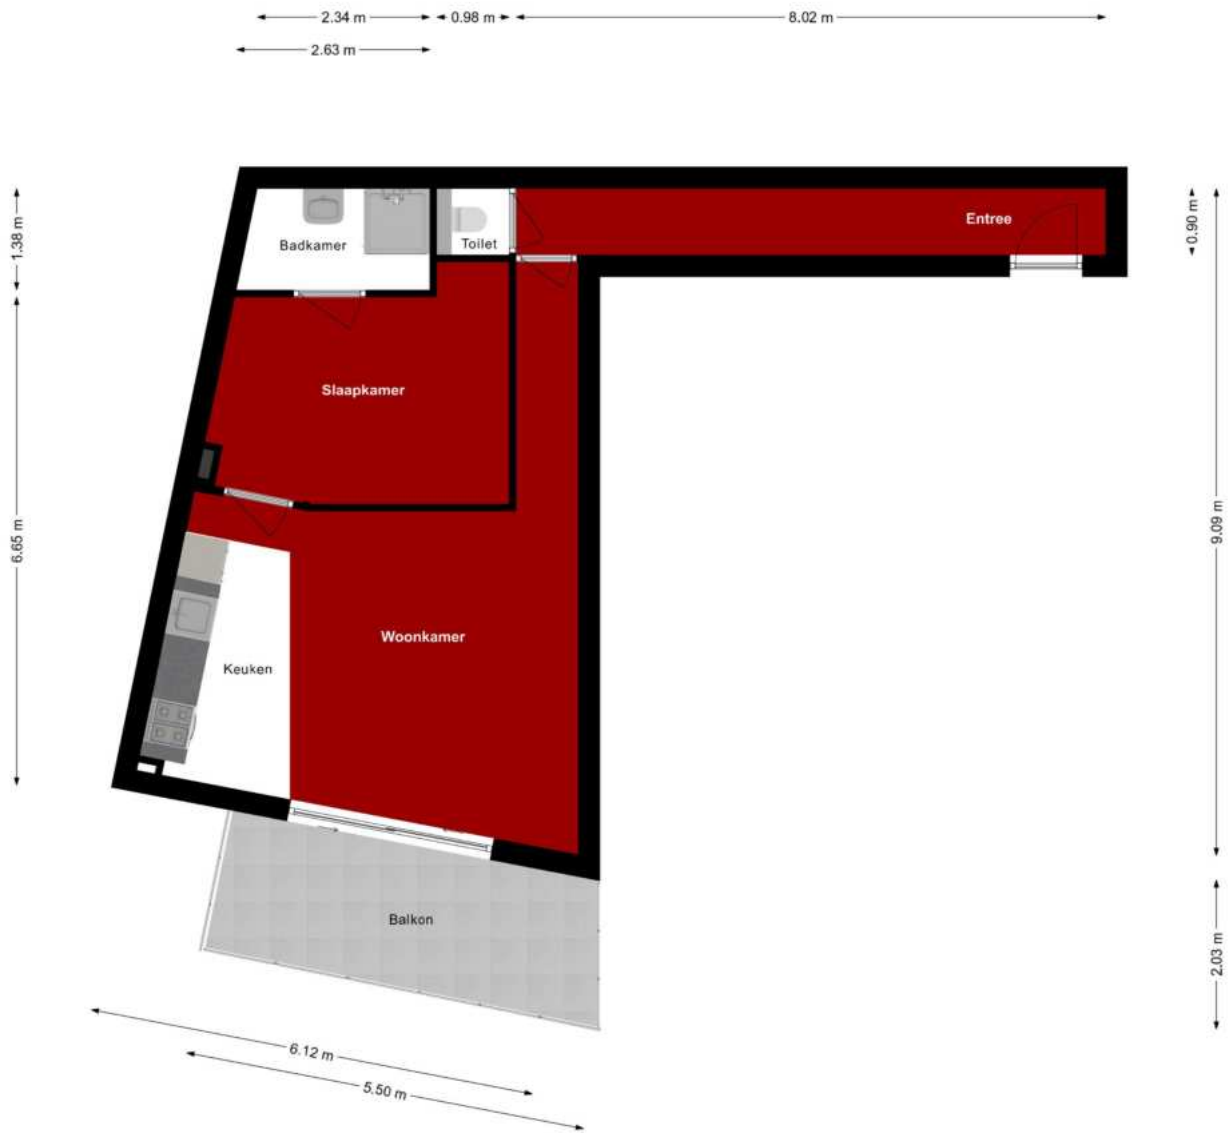 2.34 m
0.98 m
8.02 m
2.63 m
1.38 m
0.90 m
Entree
Badkamer
Toilet
Slaapkamer
6.65 m
9.09 m
Woonkamer
Keuken
Balkon
2.03 m
6.12 m
5.50 m